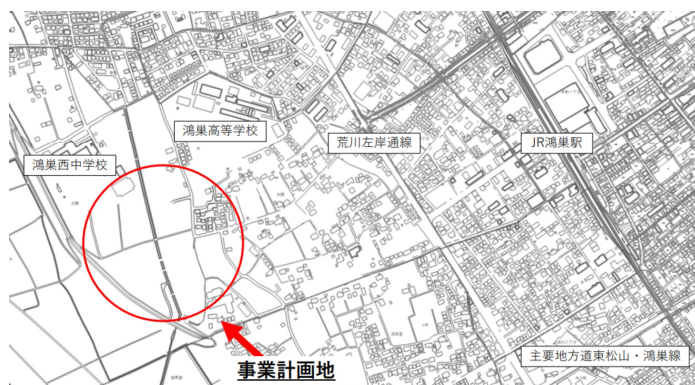 鴻巣高等学校
荒川左岸通線
JR鴻巣駅
鴻巣西中学校
事業計画地
主要地方道東松山・鴻巣線